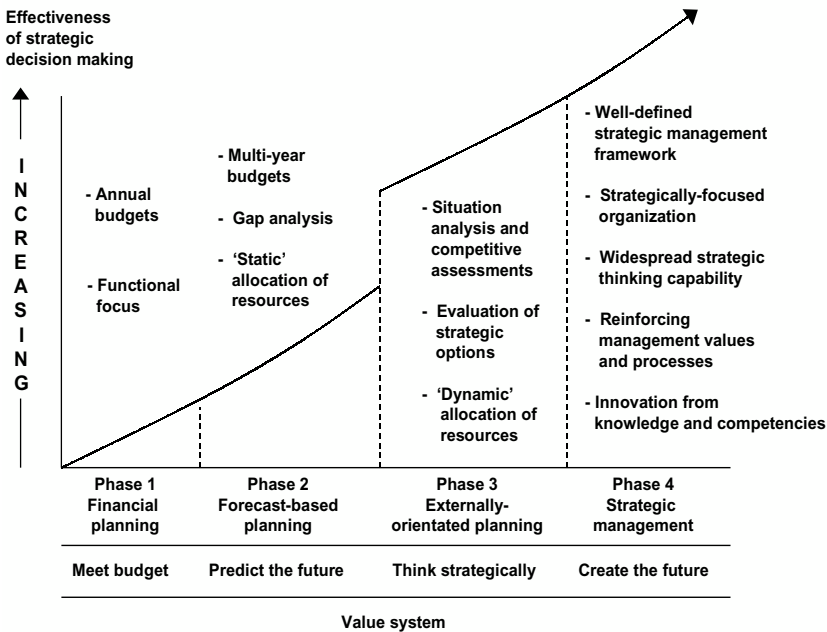 Effectiveness
of strategic
decision making
INCREASING
- Annual
budgets
- Functional
focus
- Multi-year
budgets
- Gap analysis
- ‘Static’
allocation of
resources
- Situation
analysis and
competitive
assessments
- Evaluation of
strategic
options
- ‘Dynamic’
allocation of
resources
- Well-defined
strategic management
framework
- Strategically-focused
organization
- Widespread strategic
thinking capability
- Reinforcing
management values
and processes
- Innovation from
knowledge and competencies
Phase 1
Financial
planning
Phase 2
Forecast-based
planning
Phase 3
Externally-
orientated planning
Phase 4
Strategic
management
Meet budget
Predict the future
Think strategically
Create the future
Value system